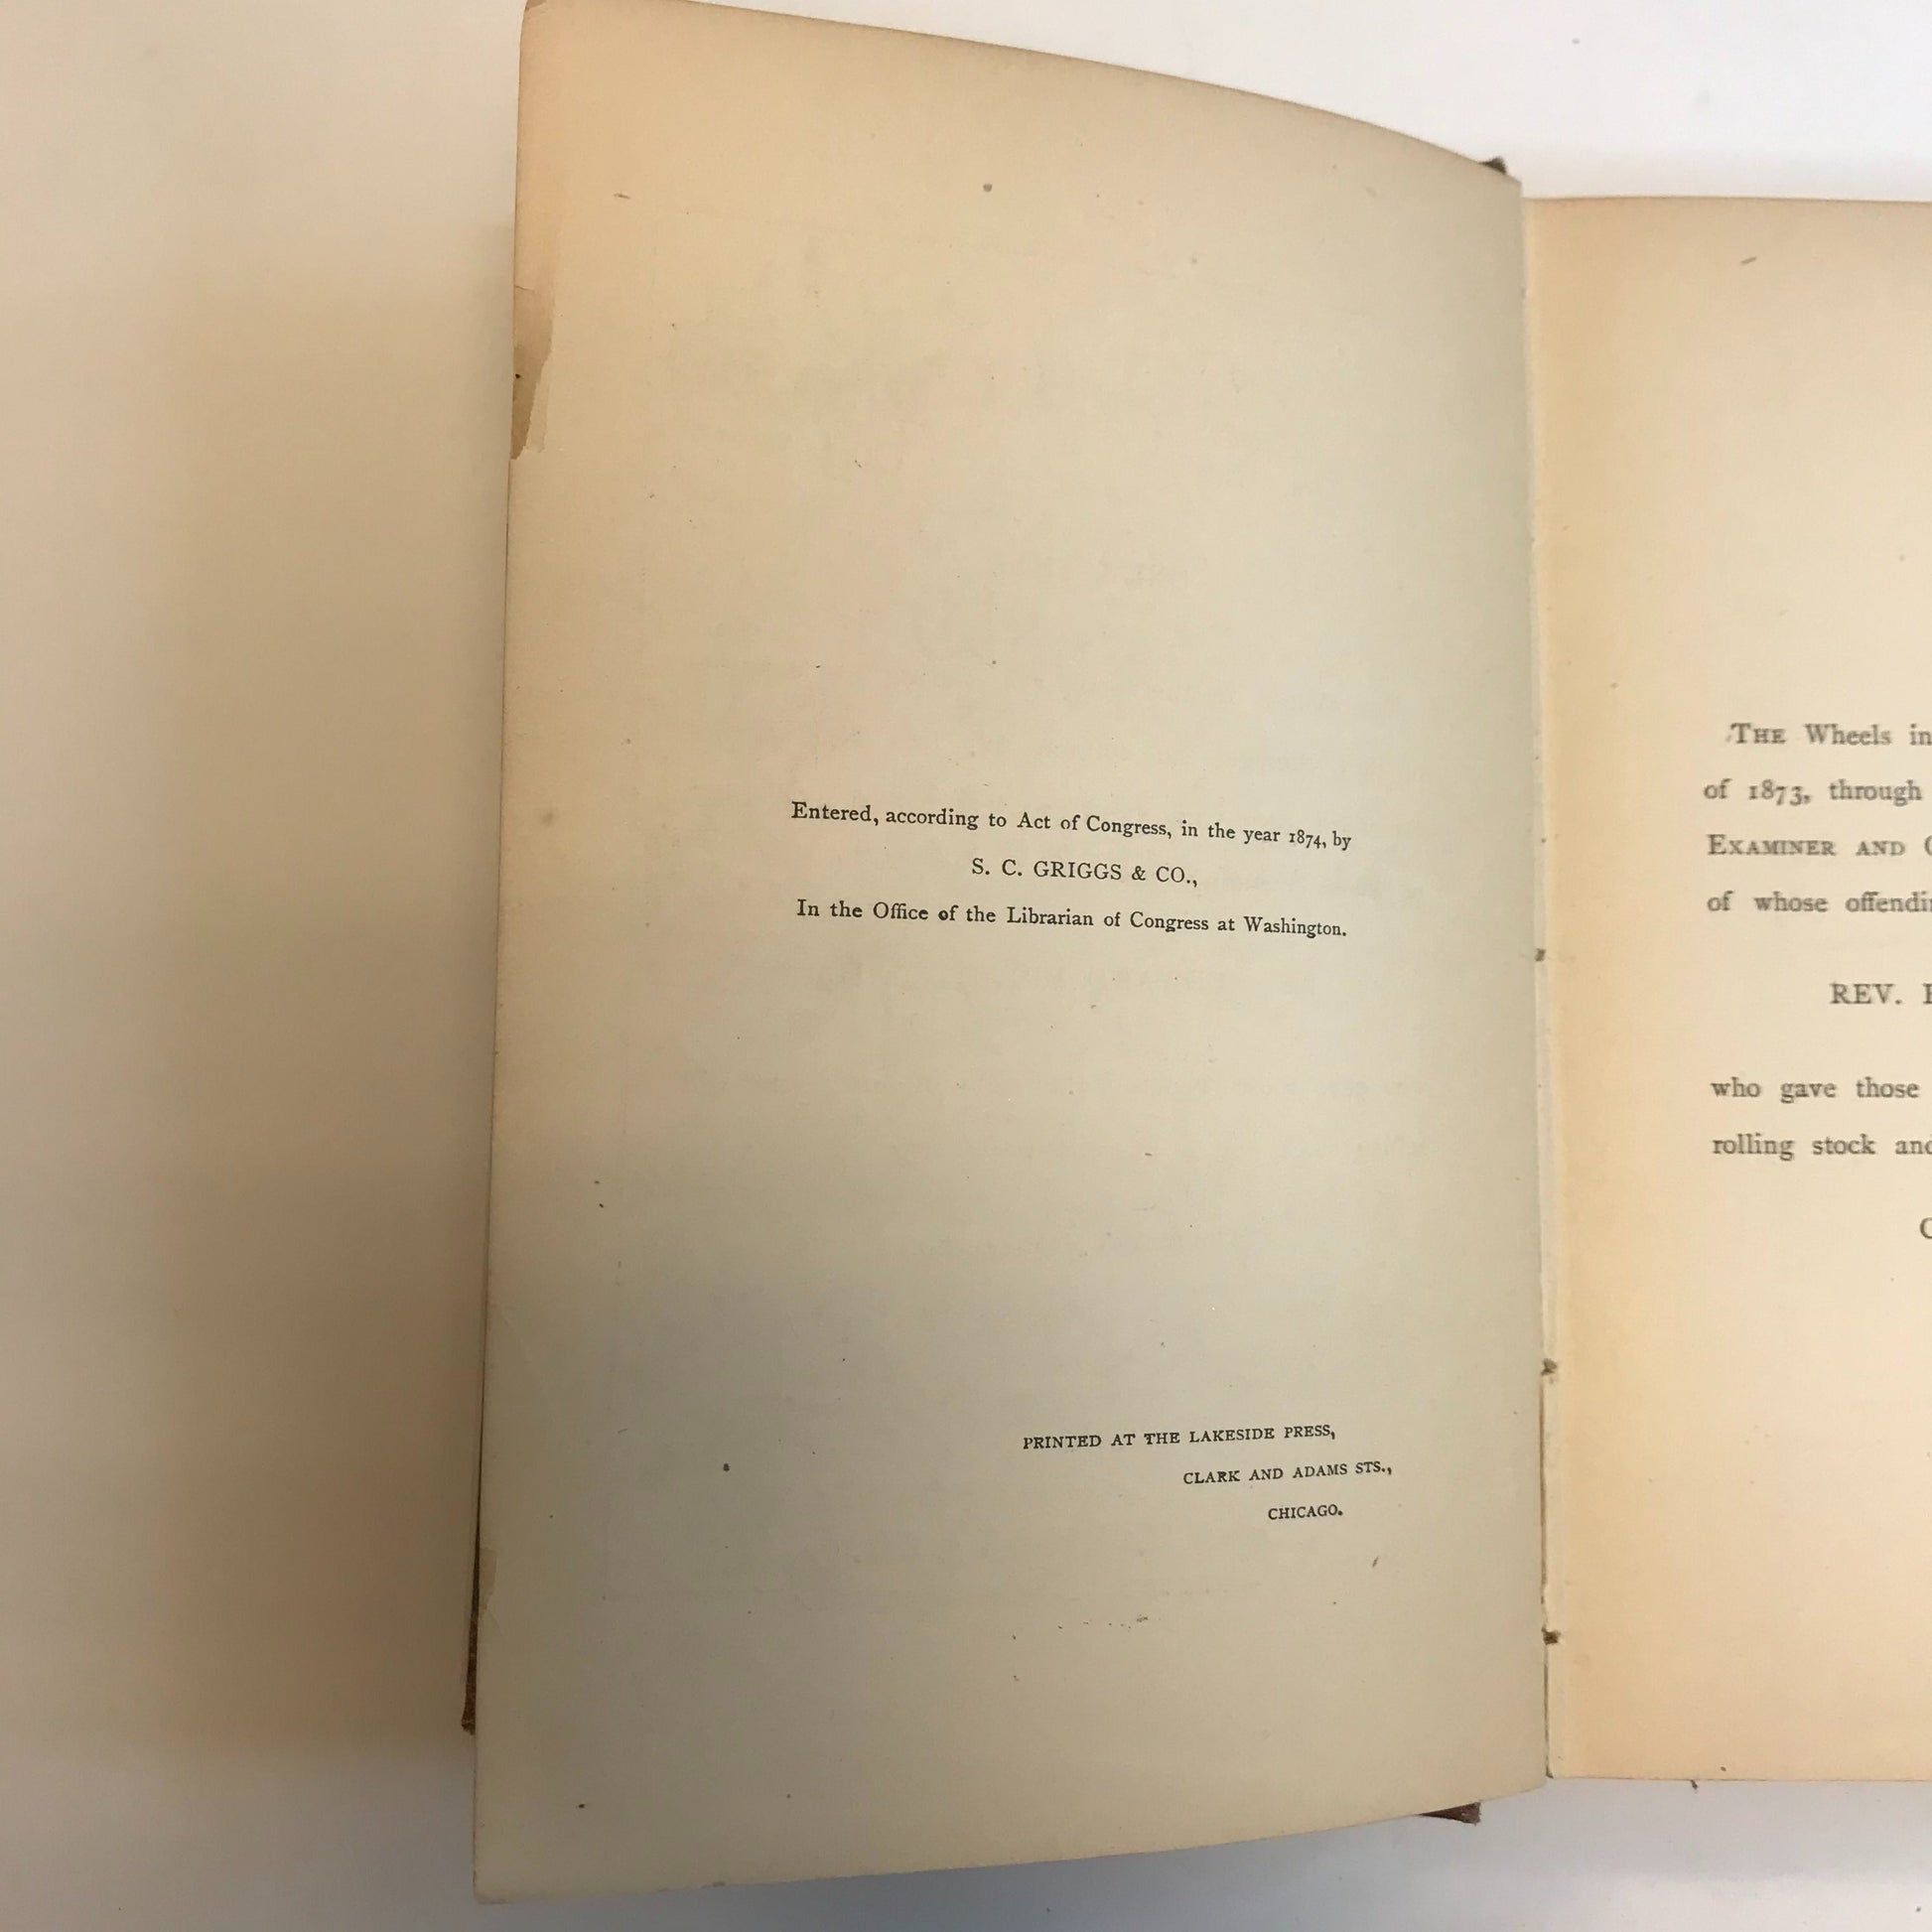 Entered, according to Act of Congress, in the year 1874, by
S. C. GRIGGS & CO.,
In the Office of the Librarian of Congress at Washington.
PRINTED AT THE LAKESIDE PRESS,
CLARK AND ADAMS STS.,
CHICAGO.
THE Wheels in
of 1873, through
EXAMINER AND
of whose
REV.
who gave those
rolling stock